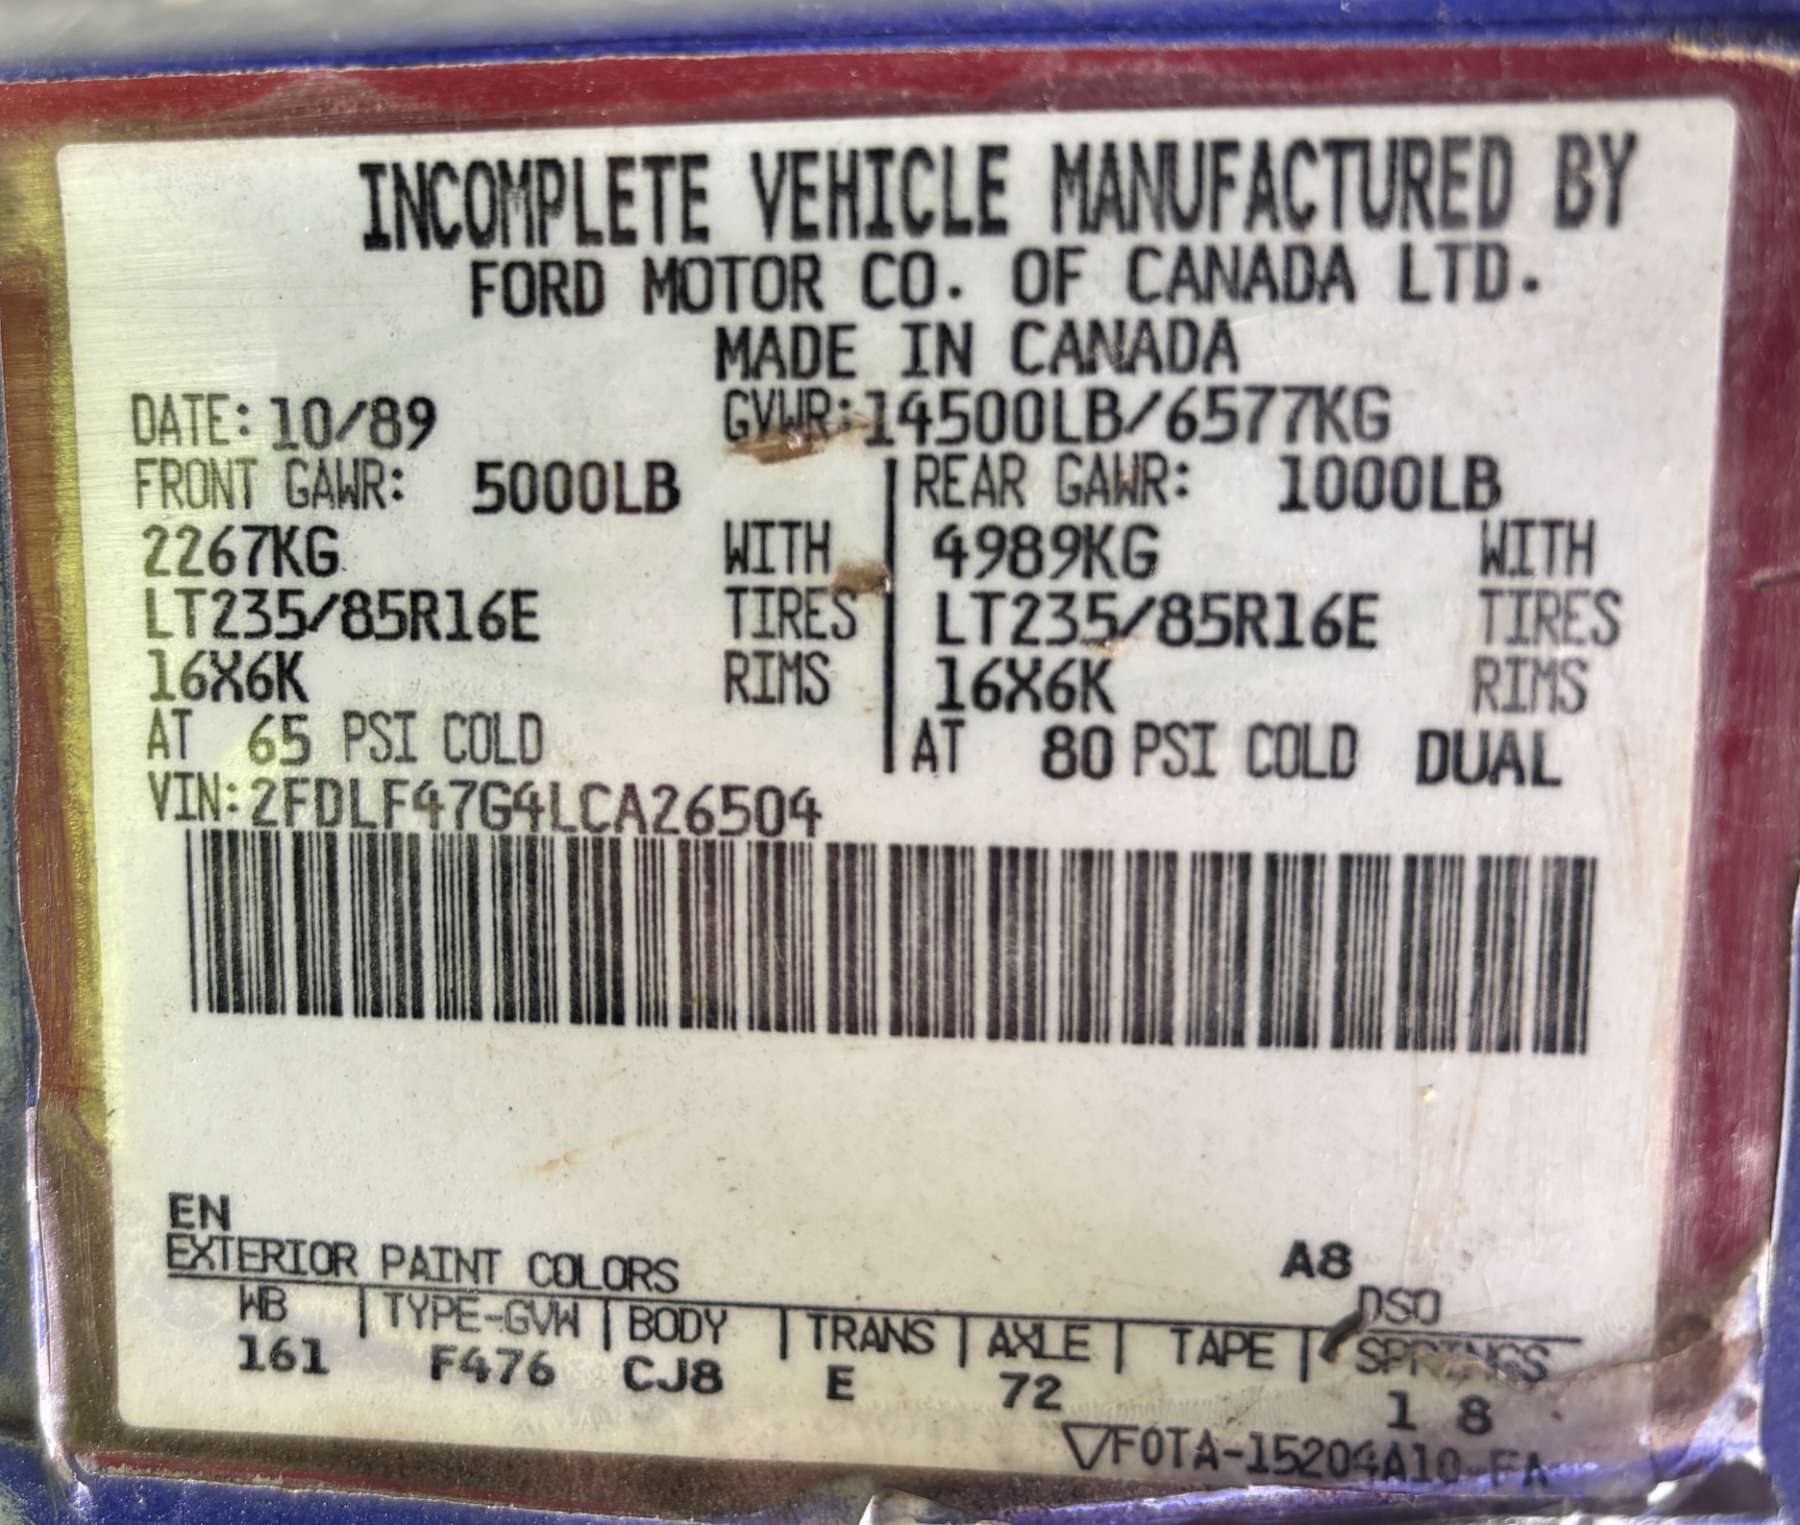 INCOMPLETE VEHICLE MANUFACTURED BY
FORD MOTOR CO. OF CANADA LTD.
MADE IN CANADA
DATE: 10/89 GVWR: 14500LB/6577KG
FRONT GAWR: 5000LB REAR GAWR: 1000LB
2267KG WITH 4989KG WITH
LT235/85R16E TIRES LT235/85R16E TIRES
16X6K RIMS 16X6K RIMS
AT 65 PSI COLD AT 80 PSI COLD DUAL
VIN: 2FDLF47G4LCA26504
EN
EXTERIOR PAINT COLORS A8 DSO
WB | TYPE-GVW | BODY | TRANS | AXLE | TAPE | SPRINGS
161 F476 CJ8 E 72 1 8
▽F0TA-15204A10-FA